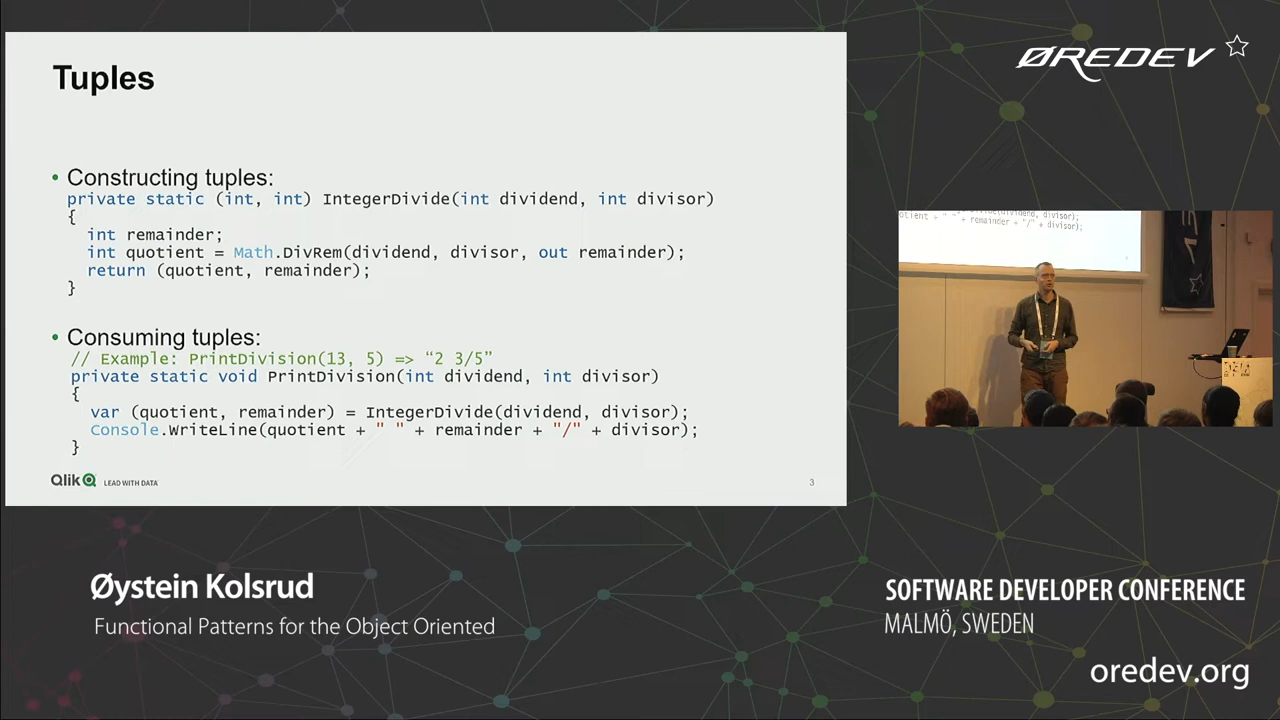 Tuples
• Constructing tuples:
private static (int, int) IntegerDivide(int dividend, int divisor)
{
int remainder;
int quotient = Math.DivRem(dividend, divisor, out remainder);
return (quotient, remainder);
}
• Consuming tuples:
// Example: PrintDivision(13, 5) => “2 3/5”
private static void PrintDivision(int dividend, int divisor)
{
var (quotient, remainder) = IntegerDivide(dividend, divisor);
Console.WriteLine(quotient + " " + remainder + "/" + divisor);
}
Qlik LEAD WITH DATA
3
ØREDEV
+ remainder + "/" + divisor);
Øystein Kolsrud
Functional Patterns for the Object Oriented
SOFTWARE DEVELOPER CONFERENCE
MALMÖ, SWEDEN
oredev.org